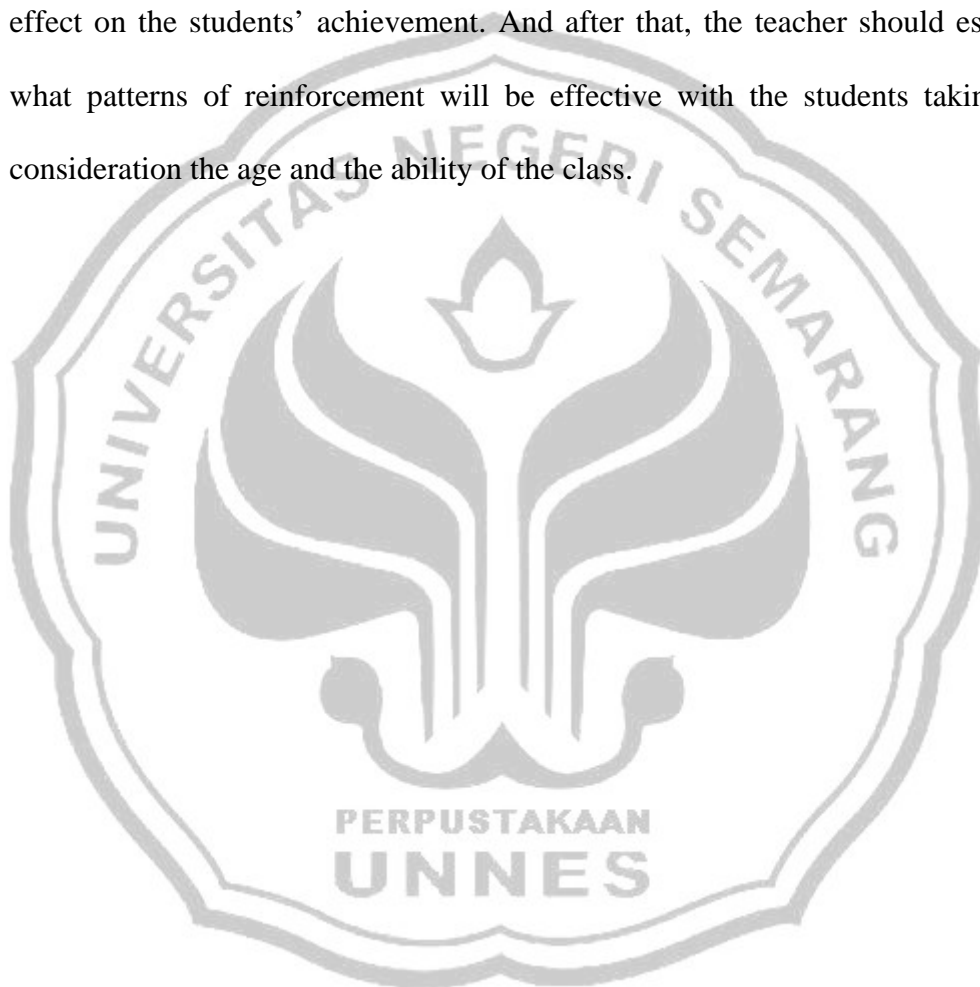 effect on the students’ achievement. And after that, the teacher should es
what patterns of reinforcement will be effective with the students takin
consideration the age and the ability of the class.
UNIVERSITAS NEGERI SEMARANG
PERPUSTAKAAN
UNNES